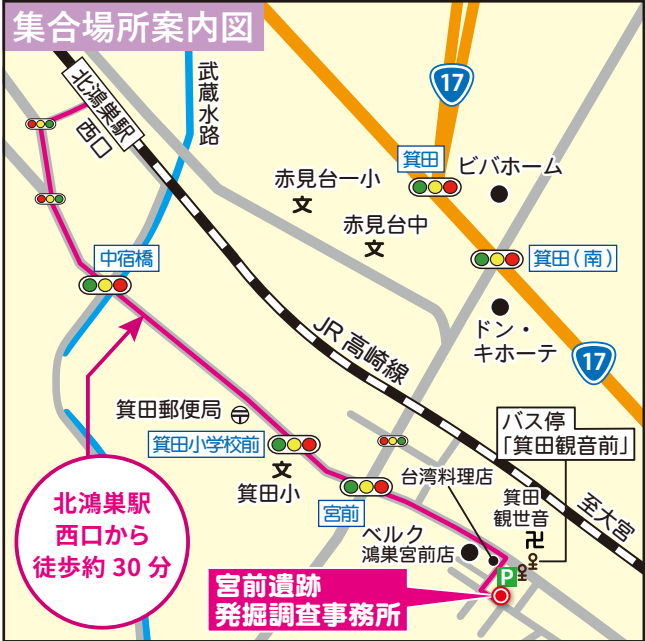 集合場所案内図
17
北鴻巣駅
西口
武蔵水路
箕田
ビバホーム
赤見台一小
文
赤見台中
文
箕田(南)
中宿橋
ドン・
キホーテ
17
JR高崎線
箕田郵便局
〒
箕田小学校前
文
箕田小
バス停
「箕田観音前」
宮前
台湾料理店
箕田
観世音
卍
至大宮
ベルク
鴻巣宮前店
P
北鴻巣駅
西口から
徒歩約 30 分
宮前遺跡
発掘調査事務所